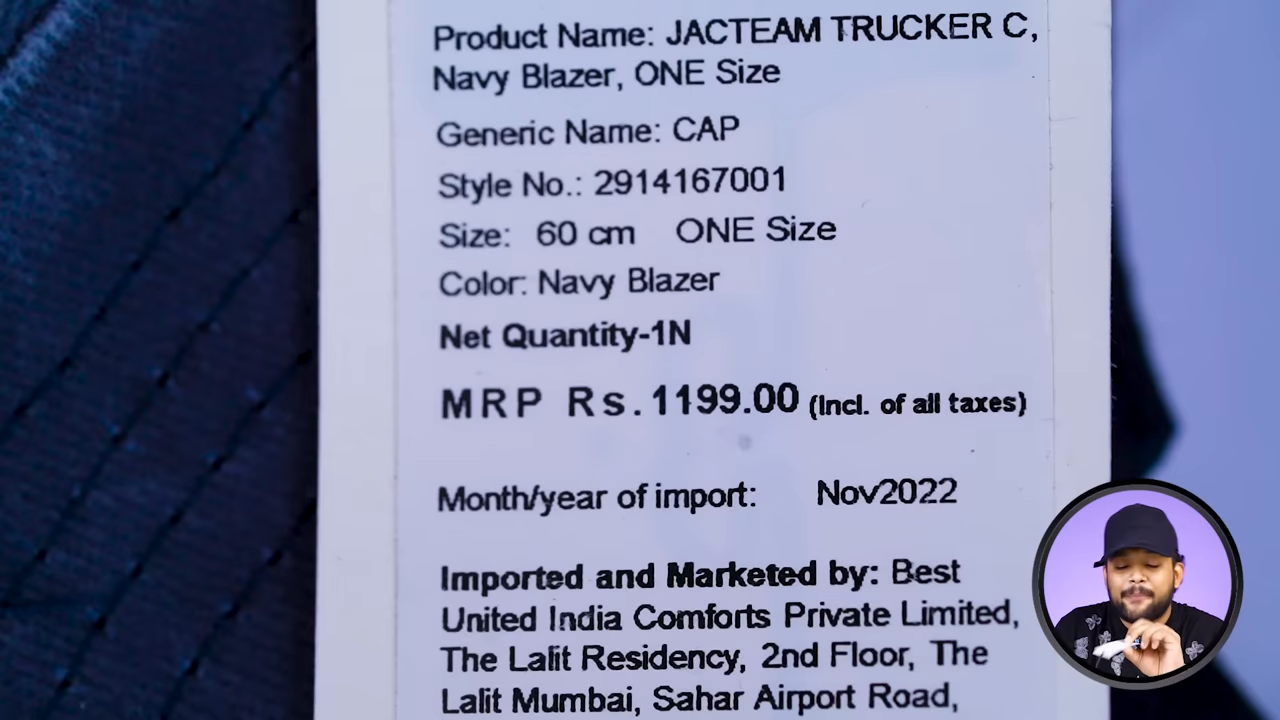 Product Name: JACTEAM TRUCKER C,
Navy Blazer, ONE Size
Generic Name: CAP
Style No.: 2914167001
Size: 60 cm ONE Size
Color: Navy Blazer
Net Quantity-1N
MRP Rs.1199.00 (Incl. of all taxes)
Month/year of import: Nov2022
Imported and Marketed by: Best
United India Comforts Private Limited,
The Lalit Residency, 2nd Floor, The
Lalit Mumbai, Sahar Airport Road,